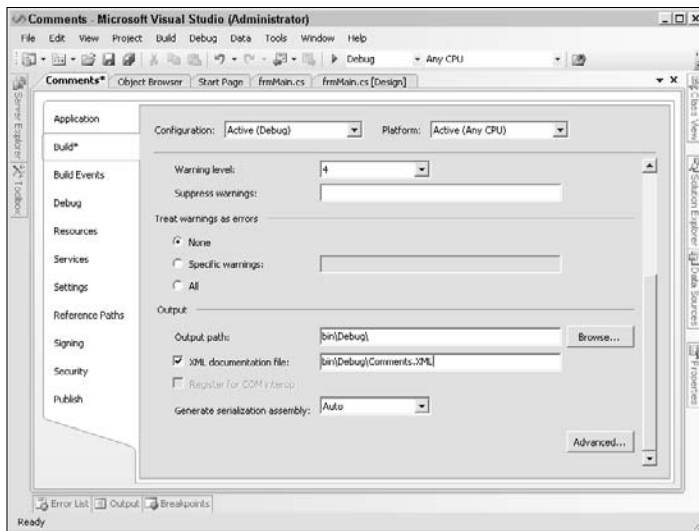 Comments - Microsoft Visual Studio (Administrator)
File Edit View Project Build Debug Data Tools Window Help
Debug Any CPU
Comments* Object Browser Start Page frmMain.cs frmMain.cs [Design]
Server Explorer
Toolbox
Application
Build*
Build Events
Debug
Resources
Services
Settings
Reference Paths
Signing
Security
Publish
Configuration: Active (Debug) Platform: Active (Any CPU)
Warning level: 4
Suppress warnings:
Treat warnings as errors
None
Specific warnings:
All
Output
Output path: bin\Debug\ Browse...
XML documentation file: bin\Debug\Comments.XML
Register for COM interop
Generate serialization assembly: Auto
Advanced...
Class View
Solution Explorer
Data Sources
Properties
Error List Output Breakpoints
Ready